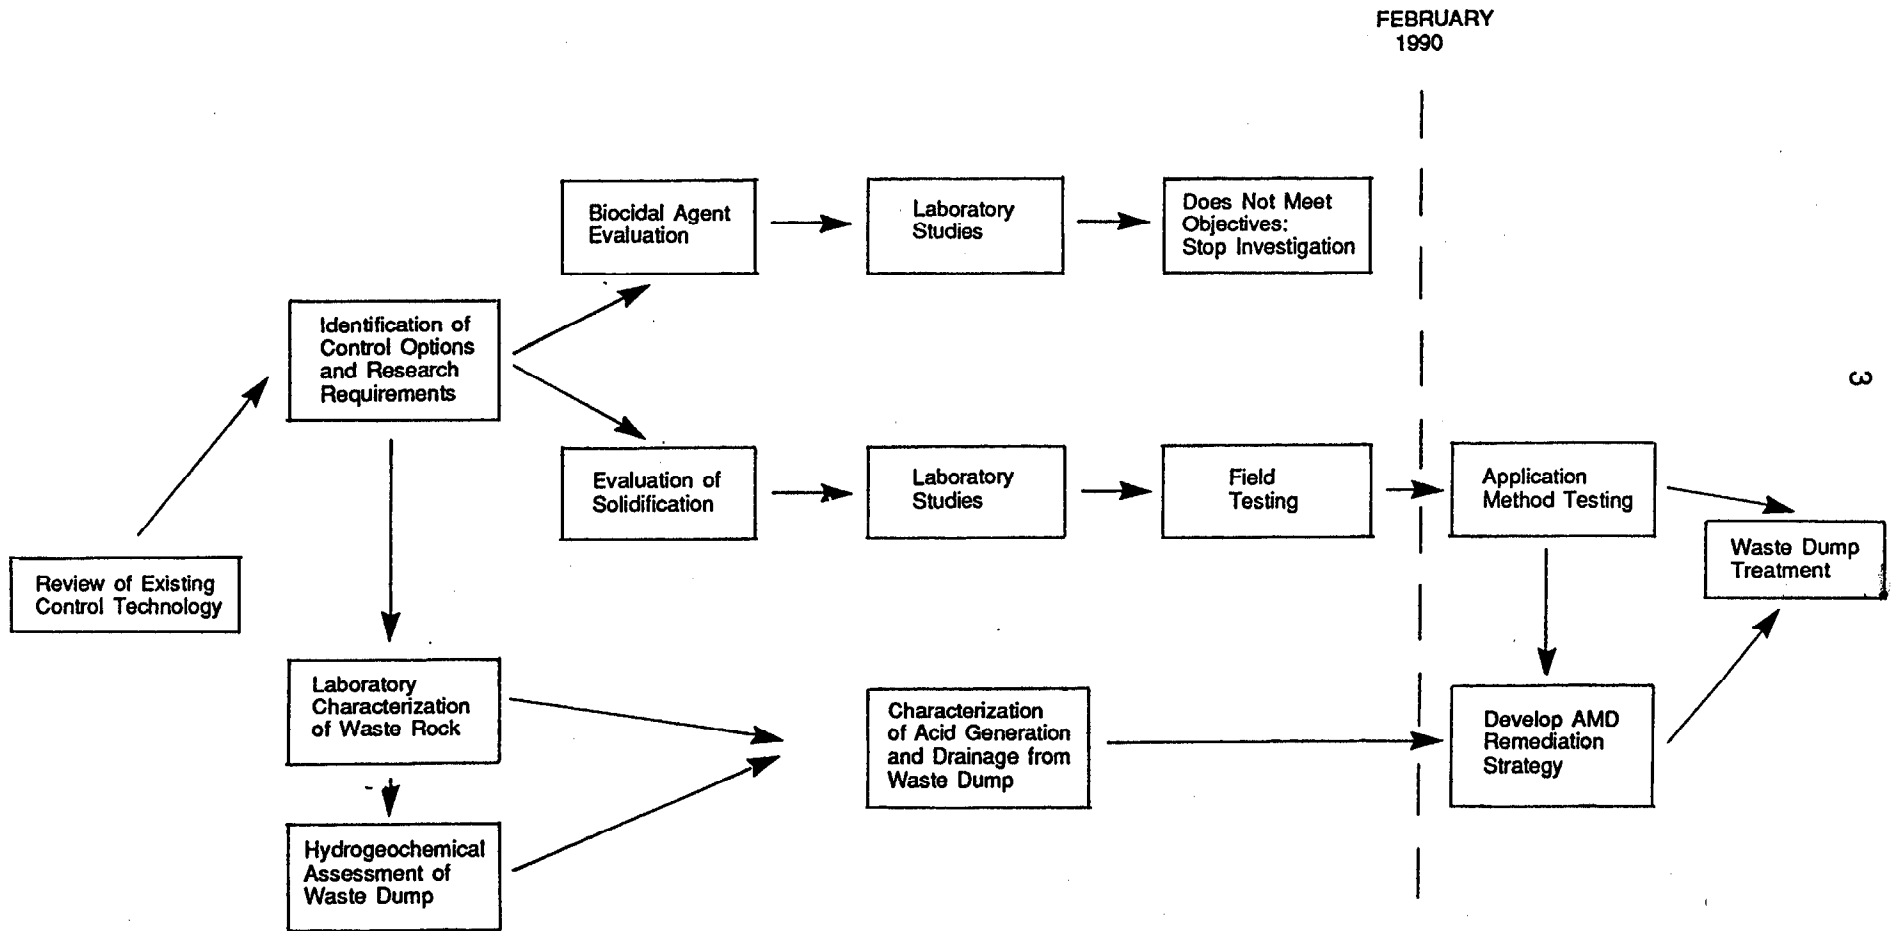 FEBRUARY
1990
Biocidal Agent
Evaluation
Laboratory
Studies
Does Not Meet
Objectives:
Stop Investigation
Identification of
Control Options
and Research
Requirements
3
Evaluation of
Solidification
Laboratory
Studies
Field
Testing
Application
Method Testing
Waste Dump
Treatment
Review of Existing
Control Technology
Laboratory
Characterization
of Waste Rock
Characterization
of Acid Generation
and Drainage from
Waste Dump
Develop AMD
Remediation
Strategy
Hydrogeochemical
Assessment of
Waste Dump